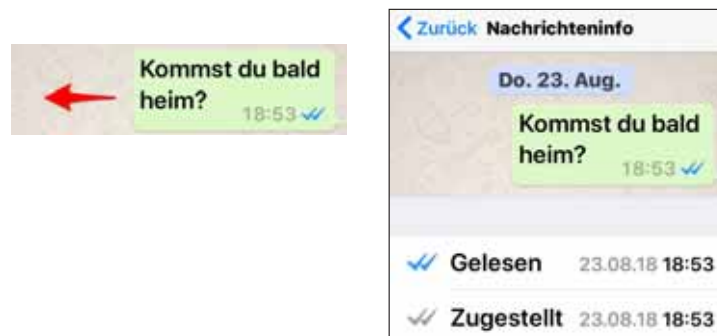 Kommst du bald
heim?
18:53
Zurück Nachrichteninfo
Do. 23. Aug.
Kommst du bald
heim?
18:53
Gelesen 23.08.18 18:53
Zugestellt 23.08.18 18:53